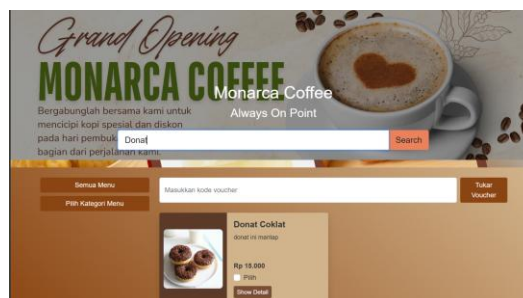 Grand Opening
MONARCA COFFEE
Monarca Coffee
Always On Point
Bergabunglah bersama kami untuk
mencicipi kopi spesial dan diskon
pada hari pembuk
bagian dari perjalanan kami.
Donat
Search
Semua Menu
Pilih Kategori Menu
Masukkan kode voucher
Tukar
Voucher
Donat Coklat
donat ini mantap
Rp 10.000
Pilih
Show Detail